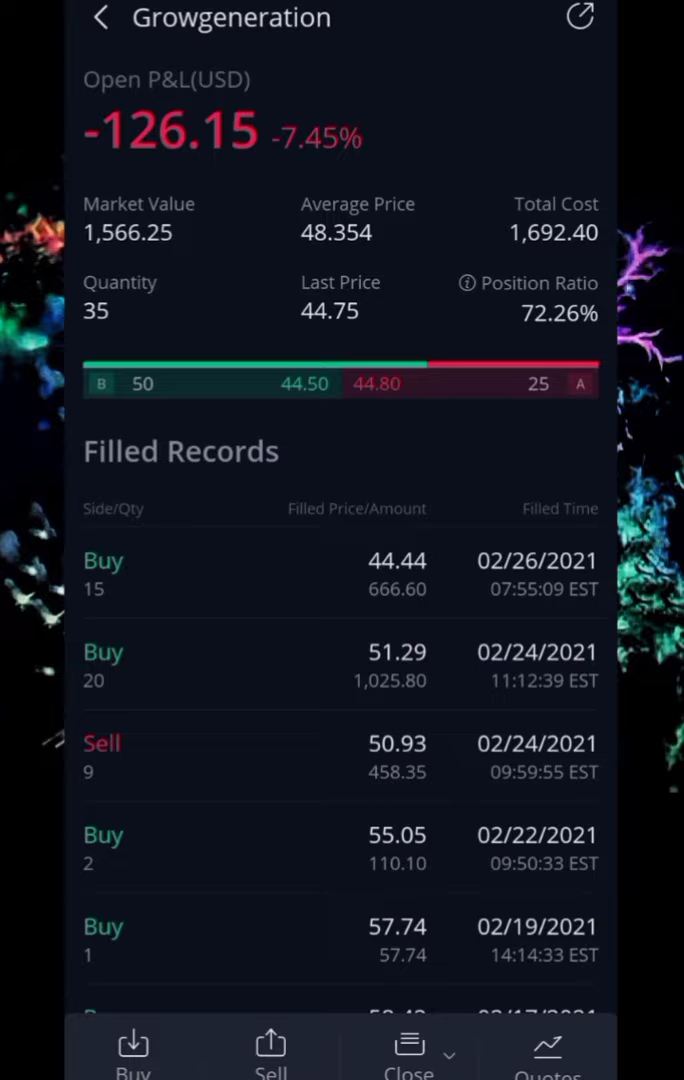 Growgeneration
Open P&L(USD)
-126.15 -7.45%
Market Value Average Price Total Cost
1,566.25 48.354 1,692.40
Quantity Last Price Position Ratio
35 44.75 72.26%
B 50 44.50 44.80 25 A
Filled Records
Side/Qty Filled Price/Amount Filled Time
Buy 44.44 02/26/2021
15 666.60 07:55:09 EST
Buy 51.29 02/24/2021
20 1,025.80 11:12:39 EST
Sell 50.93 02/24/2021
9 458.35 09:59:55 EST
Buy 55.05 02/22/2021
2 110.10 09:50:33 EST
Buy 57.74 02/19/2021
1 57.74 14:14:33 EST
Buy Sell Close Quotes